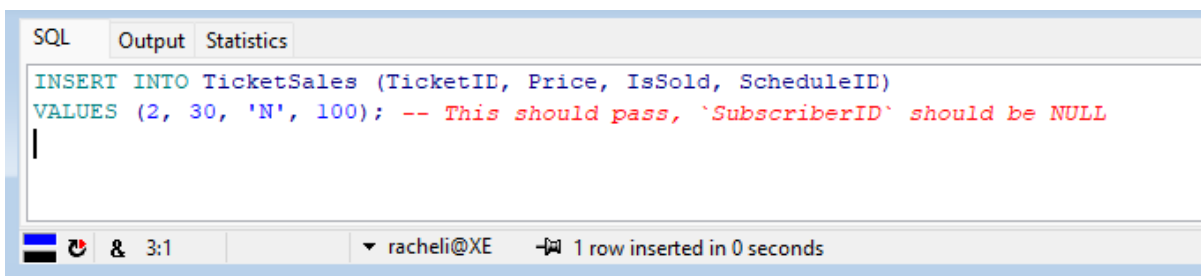 SQL Output Statistics
INSERT INTO TicketSales (TicketID, Price, IsSold, ScheduleID)
VALUES (2, 30, 'N', 100); -- This should pass, `SubscriberID` should be NULL
& 3:1 racheli@XE 1 row inserted in 0 seconds